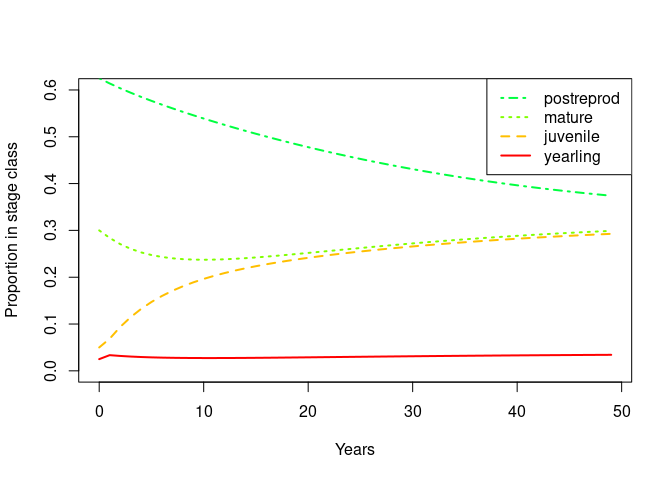 postreprod
mature
juvenile
yearling
Proportion in stage class
0.6
0.5
0.4
0.3
0.2
0.1
0.0
0 10 20 30 40 50
Years